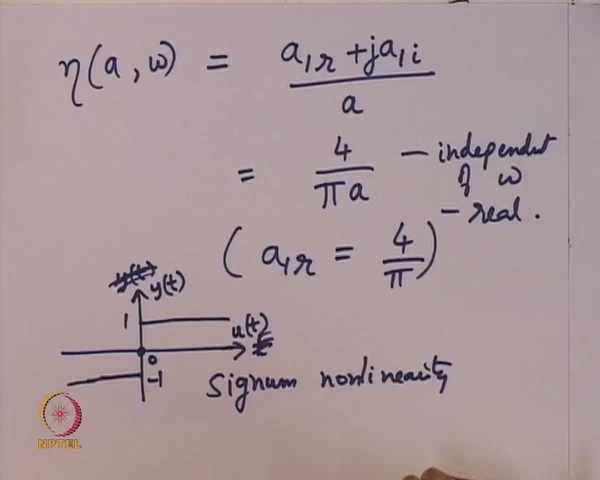 η(a, ω) = a1r + ja1i / a
= 4 / πa – independent of ω
– real.
(a1r = 4/π)
y(t)
1
u(t)
0
-1
Signum nonlinearity
NPTEL